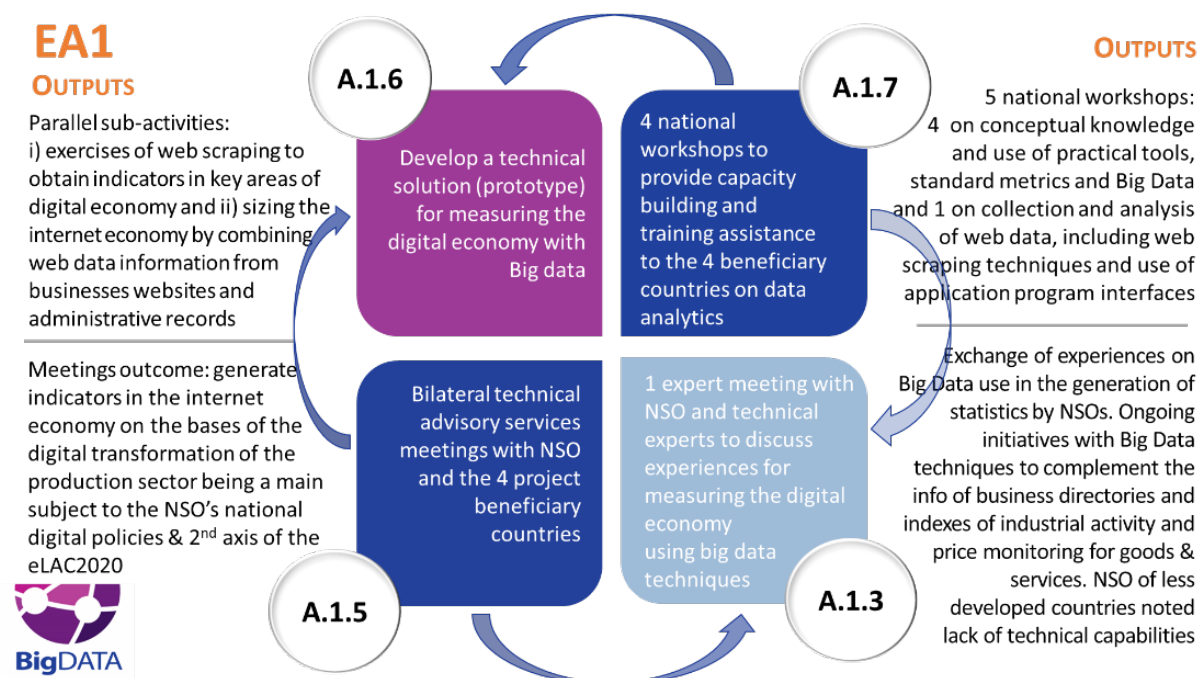 EA1
OUTPUTS
Parallel sub-activities:
i) exercises of web scraping to
obtain indicators in key areas of
digital economy and ii) sizing the
internet economy by combining
web data information from
businesses websites and
administrative records
Meetings outcome: generate
indicators in the internet
economy on the bases of the
digital transformation of the
production sector being a main
subject to the NSO's national
digital policies & 2nd axis of the
eLAC2020
BigDATA
A.1.6
Develop a technical
solution (prototype)
for measuring the
digital economy with
Big data
A.1.7
4 national
workshops to
provide capacity
building and
training assistance
to the 4 beneficiary
countries on data
analytics
A.1.5
Bilateral technical
advisory services
meetings with NSO
and the 4 project
beneficiary
countries
A.1.3
1 expert meeting with
NSO and technical
experts to discuss
experiences for
measuring the digital
economy
using big data
techniques
OUTPUTS
5 national workshops:
4 on conceptual knowledge
and use of practical tools,
standard metrics and Big Data
and 1 on collection and analysis
of web data, including web
scraping techniques and use of
application program interfaces
Exchange of experiences on
Big Data use in the generation of
statistics by NSOs. Ongoing
initiatives with Big Data
techniques to complement the
info of business directories and
indexes of industrial activity and
price monitoring for goods &
services. NSO of less
developed countries noted
lack of technical capabilities